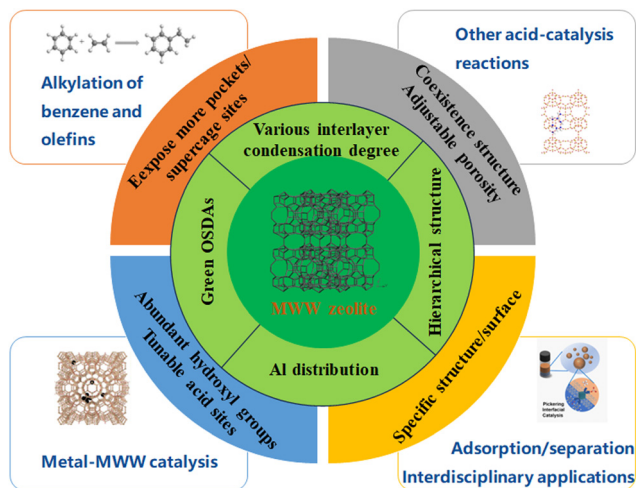 Alkylation of
benzene and
olefins
Other acid-catalysis
reactions
Eexpose more pockets/
supercage sites
Coexistence structure
Adjustable porosity
Various interlayer
condensation degree
Green OSDAs
Hierarchical structure
MWW zeolite
Al distribution
Abundant hydroxyl groups
Tunable acid sites
Specific structure/surface
Pickering
Interfacial
Catalysis
Metal-MWW catalysis
Adsorption/separation
Interdisciplinary applications